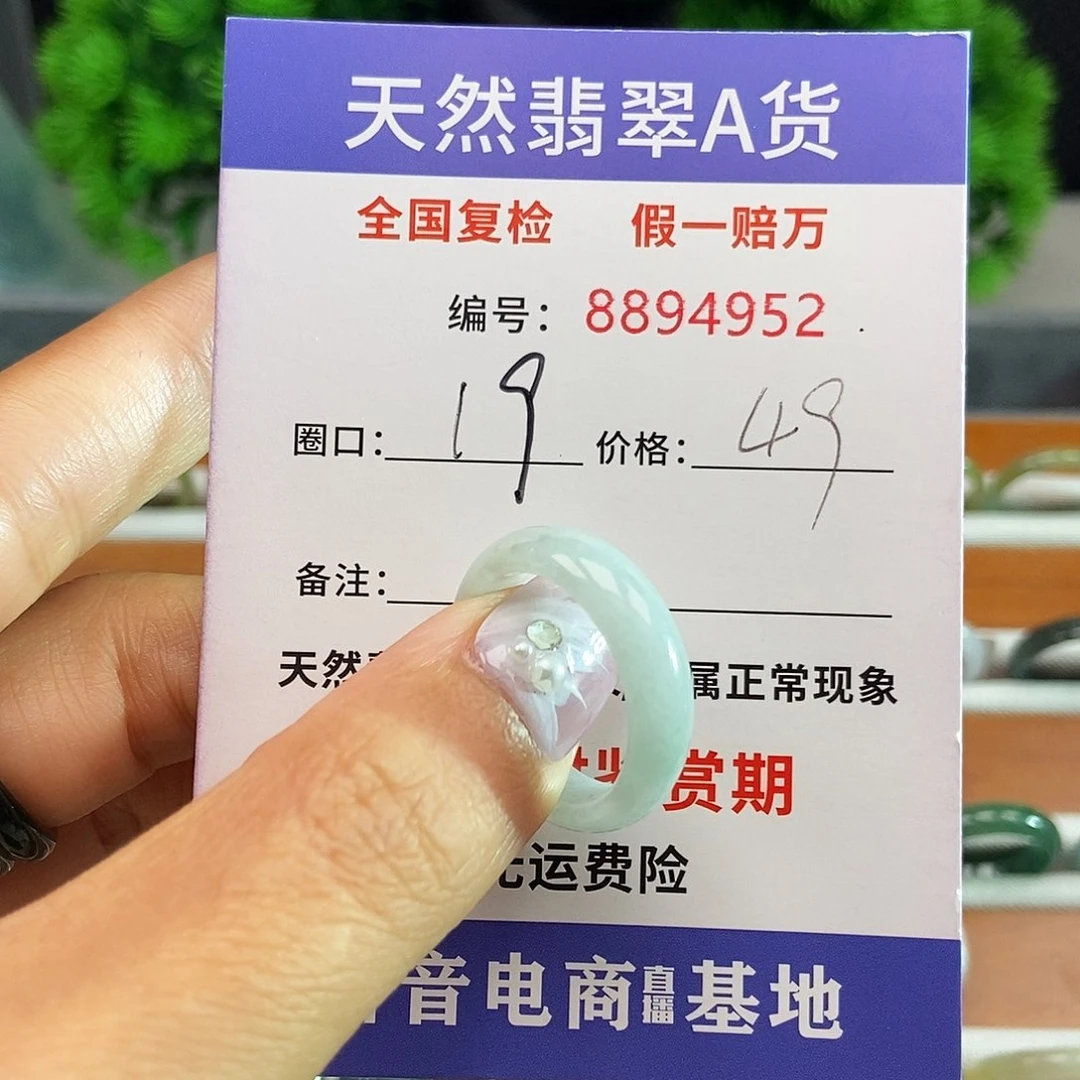 天然翡翠A货
全国复检 假一赔万
编号：8894952
圈口：19 价格：49
备注：
天然 属正常现象
赏期
运费险
音电商直播基地